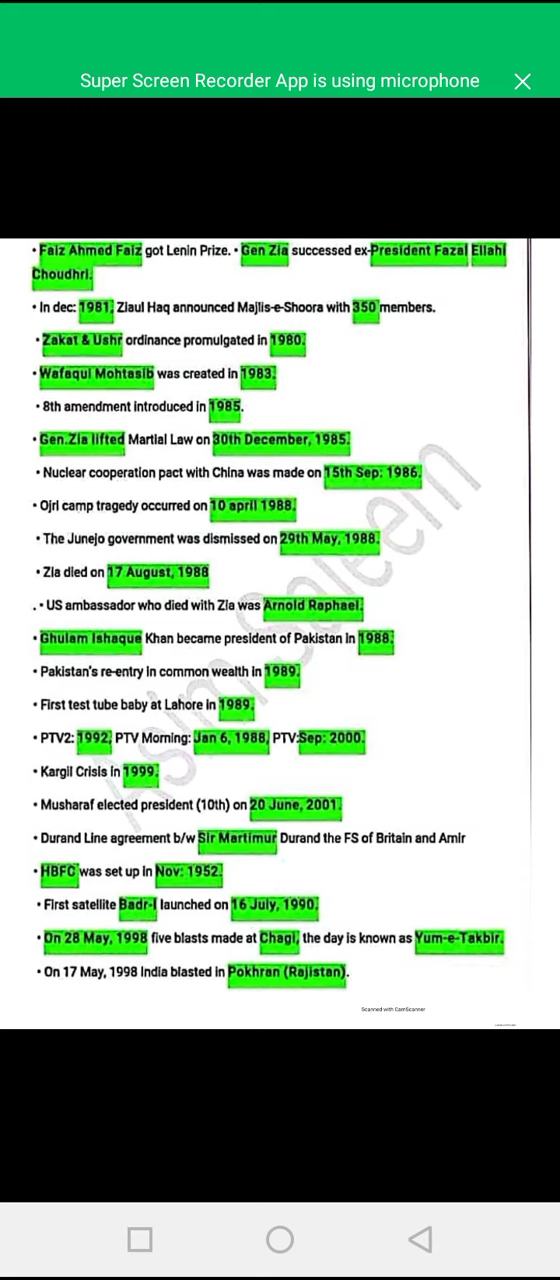 Super Screen Recorder App is using microphone
• Faiz Ahmed Faiz got Lenin Prize. • Gen Zia successed ex-President Fazal Ellahi
Choudhri.
• In dec: 1981, Ziaul Haq announced Majlis-e-Shoora with 350 members.
• Zakat & Ushr ordinance promulgated in 1980.
• Wafaqui Mohtasib was created in 1983.
• 8th amendment introduced in 1985.
• Gen.Zia lifted Martial Law on 30th December, 1985.
• Nuclear cooperation pact with China was made on 15th Sep: 1986.
• Ojri camp tragedy occurred on 10 april 1988.
• The Junejo government was dismissed on 29th May, 1988.
• Zia died on 17 August, 1988
. • US ambassador who died with Zia was Arnold Raphael.
• Ghulam Ishaque Khan became president of Pakistan in 1988.
• Pakistan's re-entry in common wealth in 1989.
• First test tube baby at Lahore in 1989.
• PTV2: 1992, PTV Morning: Jan 6, 1988, PTV:Sep: 2000.
• Kargil Crisis in 1999.
• Musharaf elected president (10th) on 20 June, 2001.
• Durand Line agreement b/w Sir Martimur Durand the FS of Britain and Amir
• HBFC was set up in Nov: 1952.
• First satellite Badr-I launched on 16 July, 1990.
• On 28 May, 1998 five blasts made at Chagi, the day is known as Yum-e-Takbir.
• On 17 May, 1998 India blasted in Pokhran (Rajistan).
Asim Saleem
Scanned with CamScanner